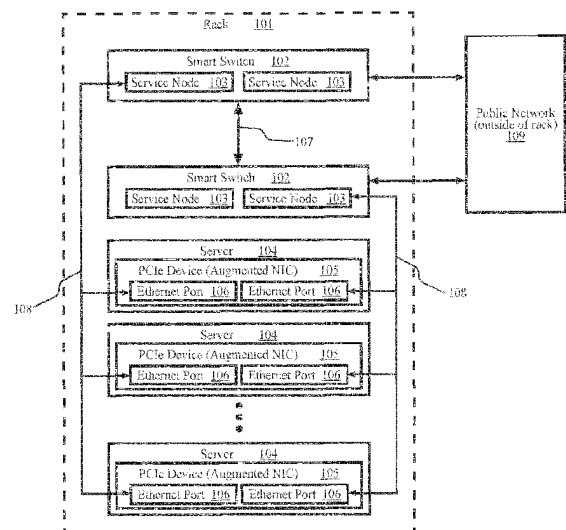 Rack 101
Smart Switch 102
Service Node 103 Service Node 103
107
Public Network
(outside of rack)
109
Smart Switch 102
Service Node 103 Service Node 103
Server 104
PCIe Device (Augmented NIC) 105
Ethernet Port 106 Ethernet Port 106
108
108
Server 104
PCIe Device (Augmented NIC) 105
Ethernet Port 106 Ethernet Port 106
Server 104
PCIe Device (Augmented NIC) 105
Ethernet Port 106 Ethernet Port 106